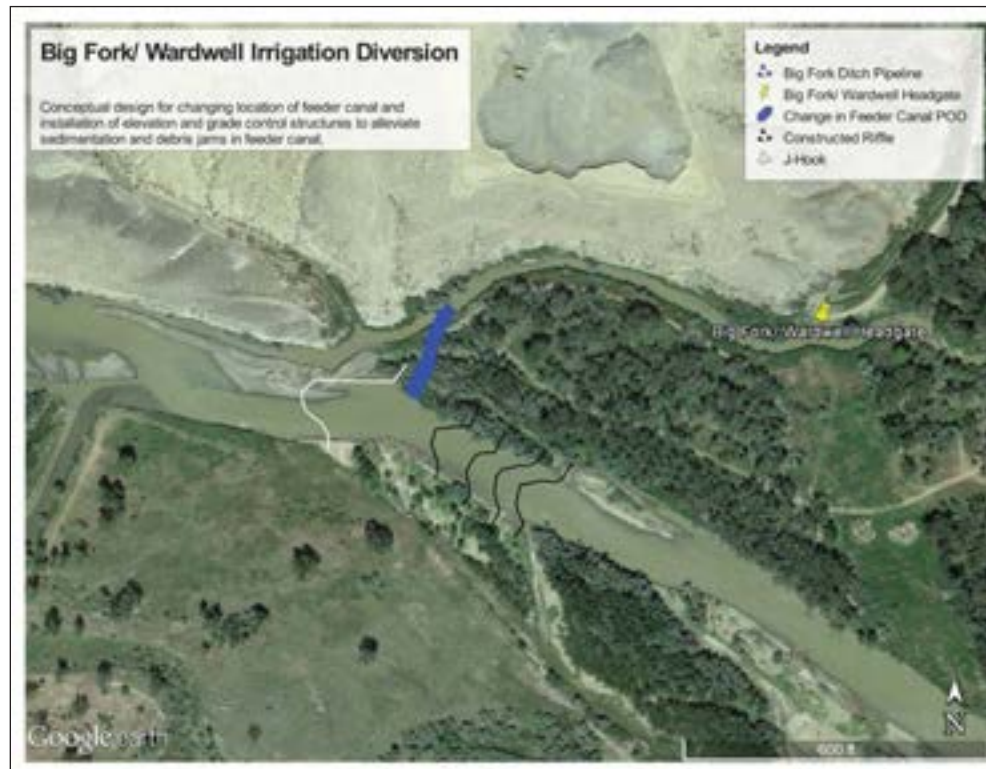 Big Fork/ Wardwell Irrigation Diversion
Conceptual design for changing location of feeder canal and
installation of elevation and grade control structures to alleviate
sedimentation and debris jams in feeder canal.
Legend
Big Fork Ditch Pipeline
Big Fork/ Wardwell Headgate
Change in Feeder Canal POD
Constructed Riffle
J-Hook
Big Fork/ Wardwell Headgate
N
Google earth
600 ft